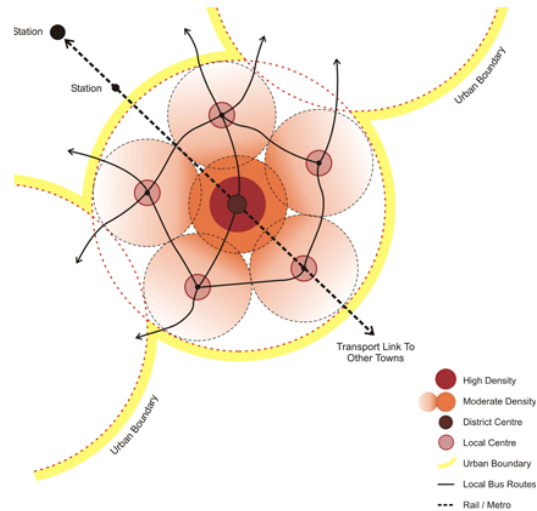 Station
Station
Urban Boundary
Transport Link To
Other Towns
Urban Boundary
High Density
Moderate Density
District Centre
Local Centre
Urban Boundary
Local Bus Routes
Rail / Metro